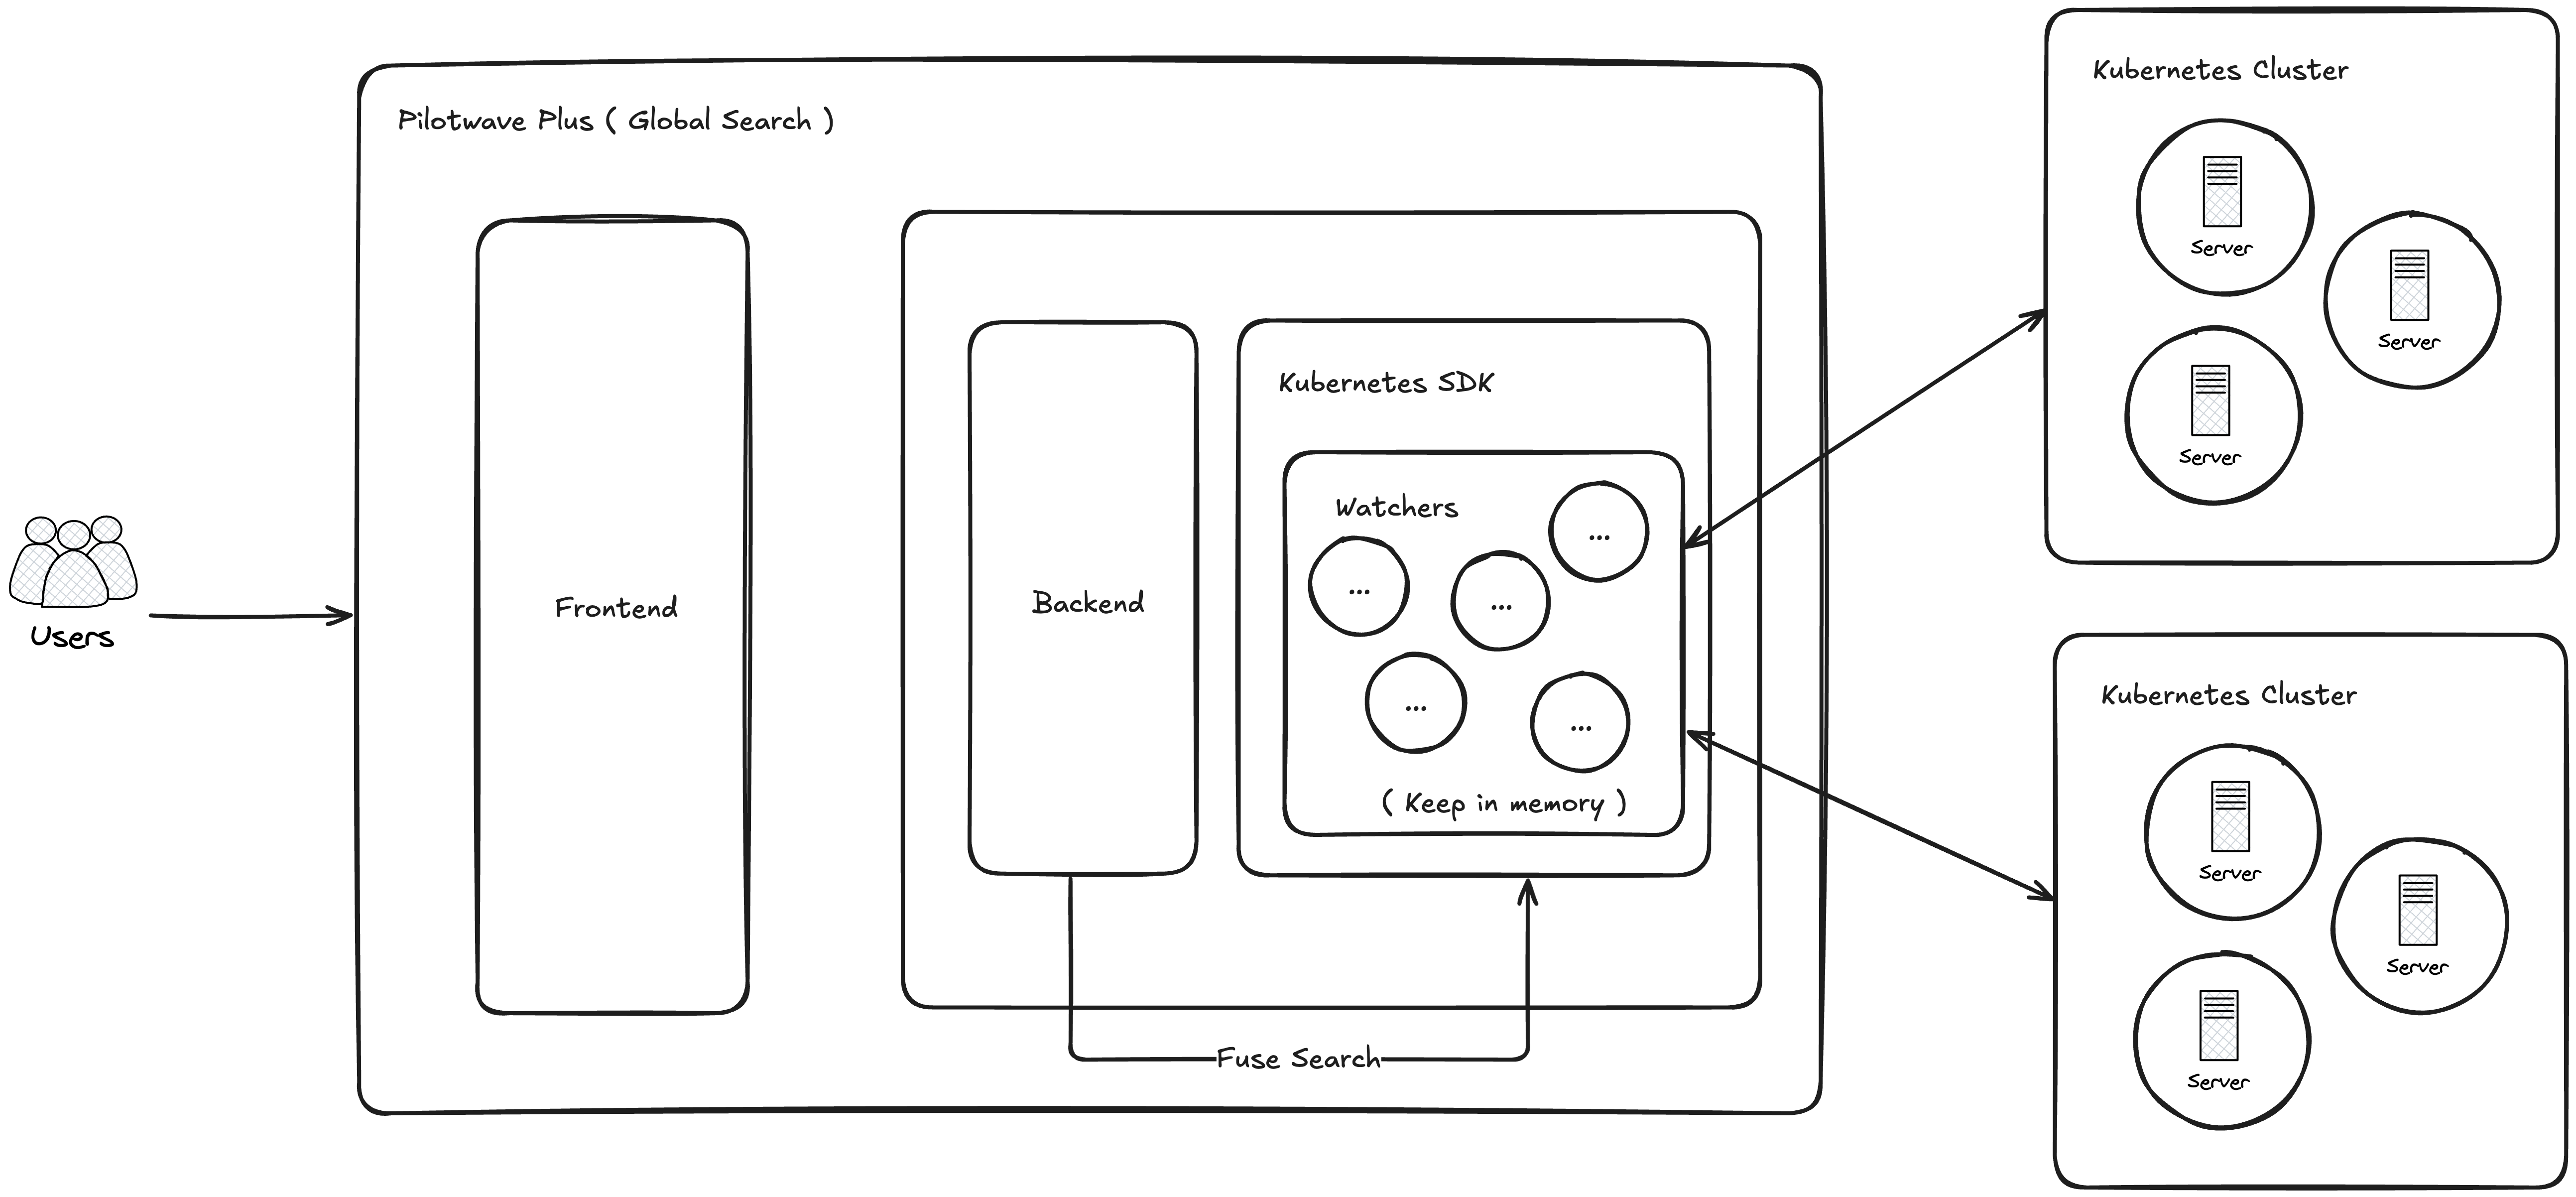 Pilotwave Plus ( Global Search )
Users
Frontend
Backend
Kubernetes SDK
Watchers
...
...
...
...
...
( Keep in memory )
Fuse Search
Kubernetes Cluster
Server
Server
Server
Kubernetes Cluster
Server
Server
Server